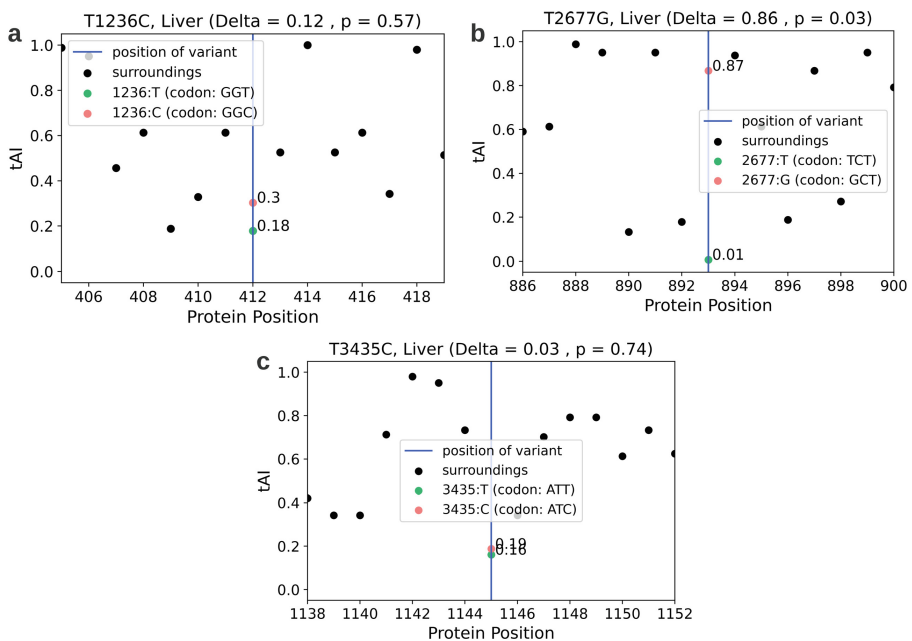 a
T1236C, Liver (Delta = 0.12 , p = 0.57)
1.0
0.8
0.6
0.4
0.2
0.0
tAI
position of variant
surroundings
1236:T (codon: GGT)
1236:C (codon: GGC)
0.3
0.18
406 408 410 412 414 416 418
Protein Position
b
T2677G, Liver (Delta = 0.86 , p = 0.03)
1.0
0.8
0.6
0.4
0.2
0.0
tAI
0.87
position of variant
surroundings
2677:T (codon: TCT)
2677:G (codon: GCT)
0.01
886 888 890 892 894 896 898 900
Protein Position
c
T3435C, Liver (Delta = 0.03 , p = 0.74)
1.0
0.8
0.6
0.4
0.2
0.0
tAI
position of variant
surroundings
3435:T (codon: ATT)
3435:C (codon: ATC)
0.19
0.16
1138 1140 1142 1144 1146 1148 1150 1152
Protein Position